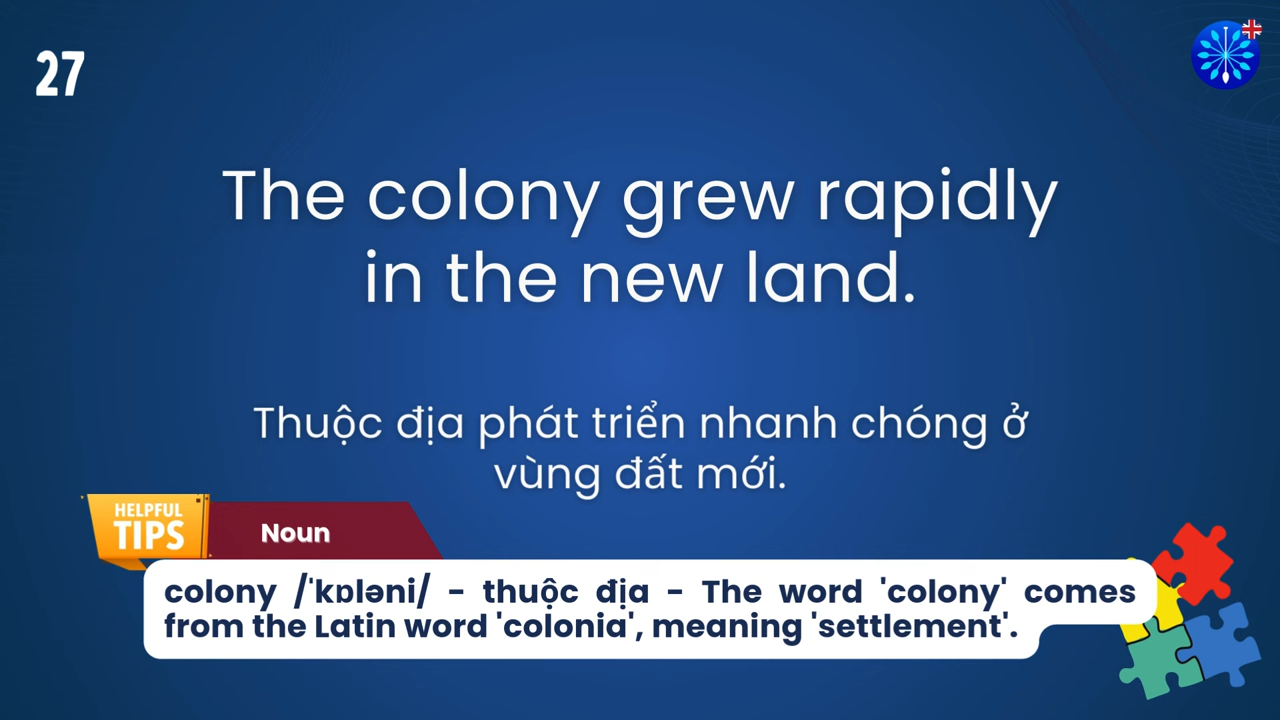 27
The colony grew rapidly
in the new land.
Thuộc địa phát triển nhanh chóng ở
vùng đất mới.
HELPFUL
TIPS
Noun
colony /ˈkɒləni/ - thuộc địa - The word 'colony' comes
from the Latin word 'colonia', meaning 'settlement'.